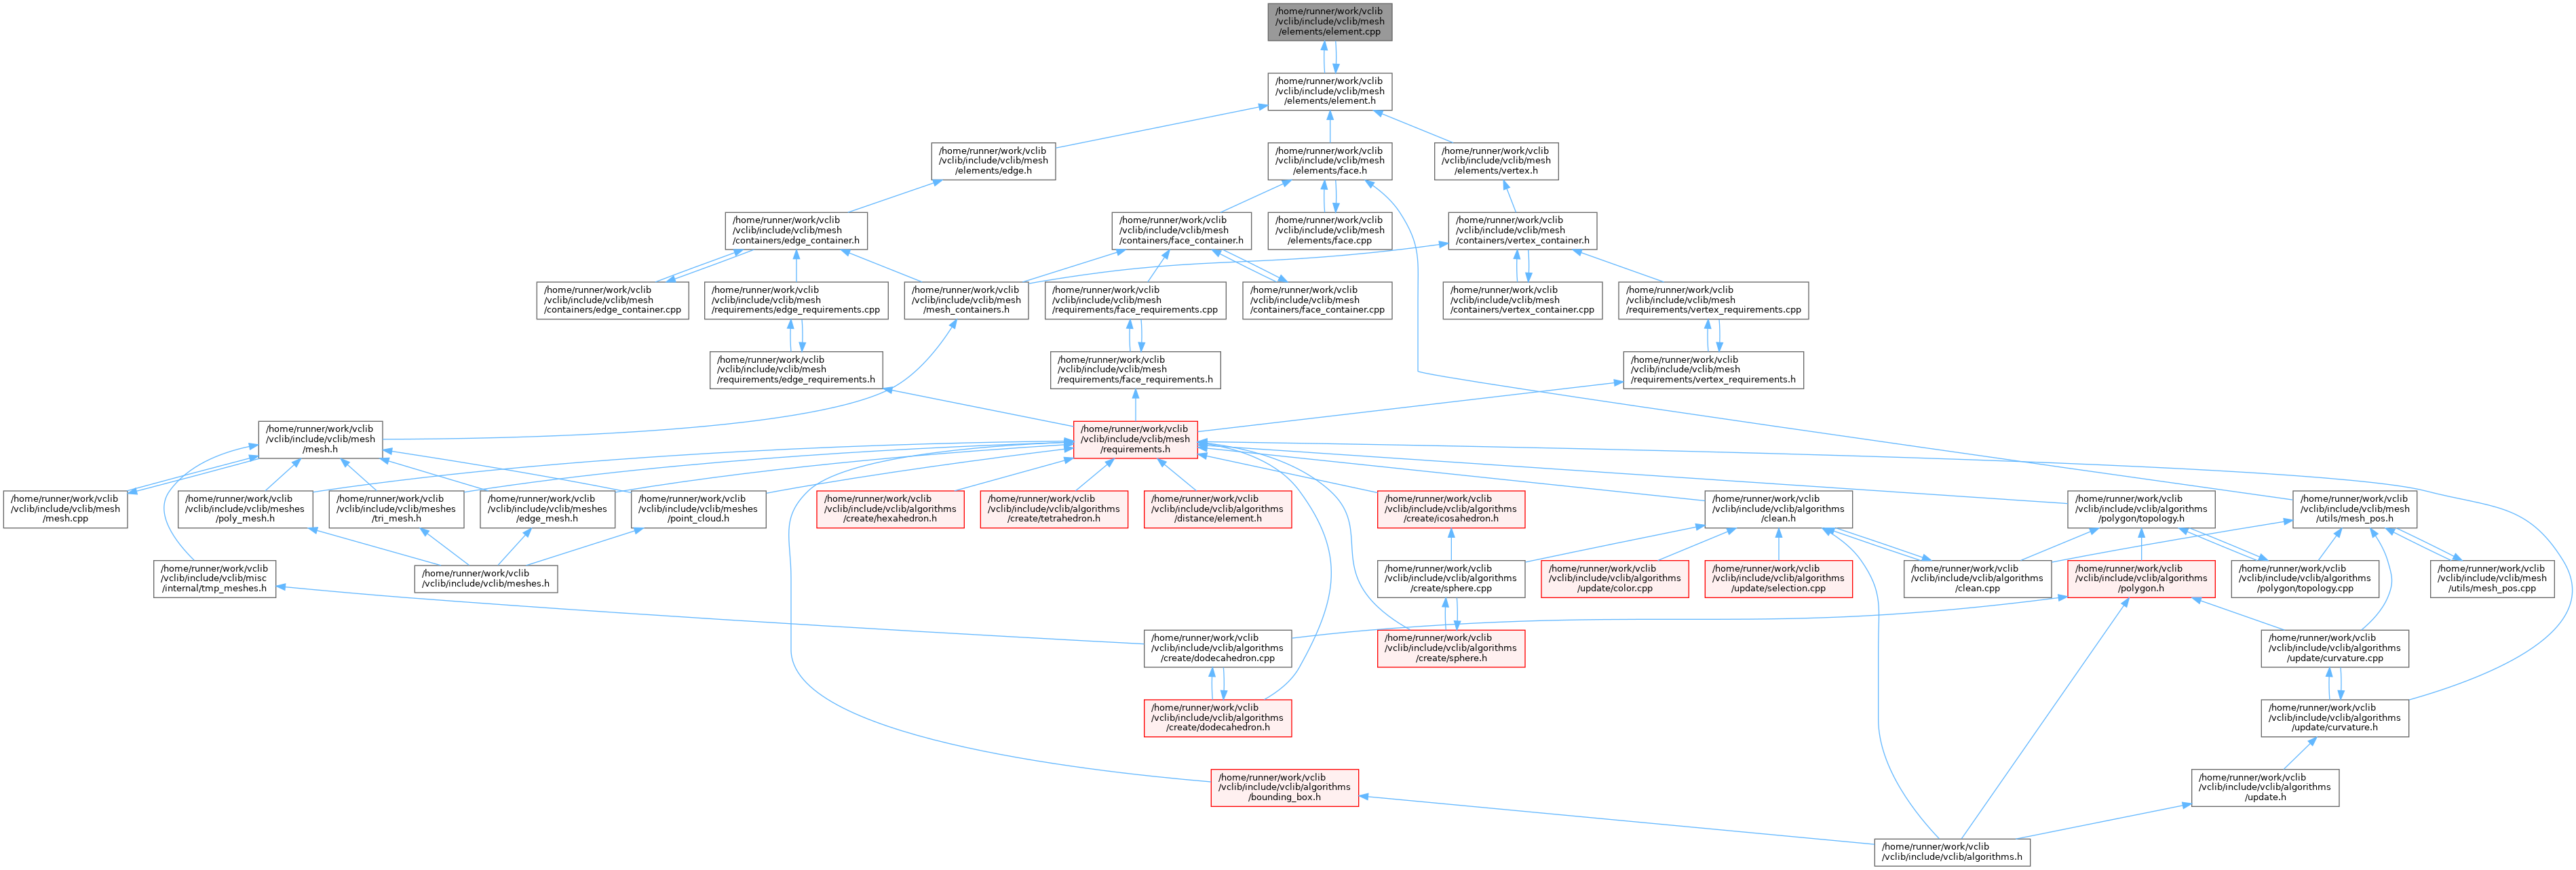 /home/runner/work/vclib
/vclib/include/vclib/mesh
/elements/element.cpp
/home/runner/work/vclib
/vclib/include/vclib/mesh
/elements/element.h
/home/runner/work/vclib
/vclib/include/vclib/mesh
/elements/edge.h
/home/runner/work/vclib
/vclib/include/vclib/mesh
/elements/face.h
/home/runner/work/vclib
/vclib/include/vclib/mesh
/elements/vertex.h
/home/runner/work/vclib
/vclib/include/vclib/mesh
/containers/edge_container.h
/home/runner/work/vclib
/vclib/include/vclib/mesh
/containers/face_container.h
/home/runner/work/vclib
/vclib/include/vclib/mesh
/elements/face.cpp
/home/runner/work/vclib
/vclib/include/vclib/mesh
/containers/vertex_container.h
/home/runner/work/vclib
/vclib/include/vclib/mesh
/containers/edge_container.cpp
/home/runner/work/vclib
/vclib/include/vclib/mesh
/requirements/edge_requirements.cpp
/home/runner/work/vclib
/vclib/include/vclib/mesh
/mesh_containers.h
/home/runner/work/vclib
/vclib/include/vclib/mesh
/requirements/face_requirements.cpp
/home/runner/work/vclib
/vclib/include/vclib/mesh
/containers/face_container.cpp
/home/runner/work/vclib
/vclib/include/vclib/mesh
/containers/vertex_container.cpp
/home/runner/work/vclib
/vclib/include/vclib/mesh
/requirements/vertex_requirements.cpp
/home/runner/work/vclib
/vclib/include/vclib/mesh
/requirements/edge_requirements.h
/home/runner/work/vclib
/vclib/include/vclib/mesh
/requirements/face_requirements.h
/home/runner/work/vclib
/vclib/include/vclib/mesh
/requirements/vertex_requirements.h
/home/runner/work/vclib
/vclib/include/vclib/mesh
/mesh.h
/home/runner/work/vclib
/vclib/include/vclib/mesh
/requirements.h
/home/runner/work/vclib
/vclib/include/vclib/mesh
/mesh.cpp
/home/runner/work/vclib
/vclib/include/vclib/meshes
/poly_mesh.h
/home/runner/work/vclib
/vclib/include/vclib/meshes
/tri_mesh.h
/home/runner/work/vclib
/vclib/include/vclib/meshes
/edge_mesh.h
/home/runner/work/vclib
/vclib/include/vclib/meshes
/point_cloud.h
/home/runner/work/vclib
/vclib/include/vclib/algorithms
/create/hexahedron.h
/home/runner/work/vclib
/vclib/include/vclib/algorithms
/create/tetrahedron.h
/home/runner/work/vclib
/vclib/include/vclib/algorithms
/distance/element.h
/home/runner/work/vclib
/vclib/include/vclib/algorithms
/create/icosahedron.h
/home/runner/work/vclib
/vclib/include/vclib/algorithms
/clean.h
/home/runner/work/vclib
/vclib/include/vclib/algorithms
/polygon/topology.h
/home/runner/work/vclib
/vclib/include/vclib/mesh
/utils/mesh_pos.h
/home/runner/work/vclib
/vclib/include/vclib/misc
/internal/tmp_meshes.h
/home/runner/work/vclib
/vclib/include/vclib/meshes.h
/home/runner/work/vclib
/vclib/include/vclib/algorithms
/create/sphere.cpp
/home/runner/work/vclib
/vclib/include/vclib/algorithms
/update/color.cpp
/home/runner/work/vclib
/vclib/include/vclib/algorithms
/update/selection.cpp
/home/runner/work/vclib
/vclib/include/vclib/algorithms
/clean.cpp
/home/runner/work/vclib
/vclib/include/vclib/algorithms
/polygon.h
/home/runner/work/vclib
/vclib/include/vclib/algorithms
/polygon/topology.cpp
/home/runner/work/vclib
/vclib/include/vclib/mesh
/utils/mesh_pos.cpp
/home/runner/work/vclib
/vclib/include/vclib/algorithms
/create/dodecahedron.cpp
/home/runner/work/vclib
/vclib/include/vclib/algorithms
/create/sphere.h
/home/runner/work/vclib
/vclib/include/vclib/algorithms
/update/curvature.cpp
/home/runner/work/vclib
/vclib/include/vclib/algorithms
/create/dodecahedron.h
/home/runner/work/vclib
/vclib/include/vclib/algorithms
/update/curvature.h
/home/runner/work/vclib
/vclib/include/vclib/algorithms
/bounding_box.h
/home/runner/work/vclib
/vclib/include/vclib/algorithms
/update.h
/home/runner/work/vclib
/vclib/include/vclib/algorithms.h